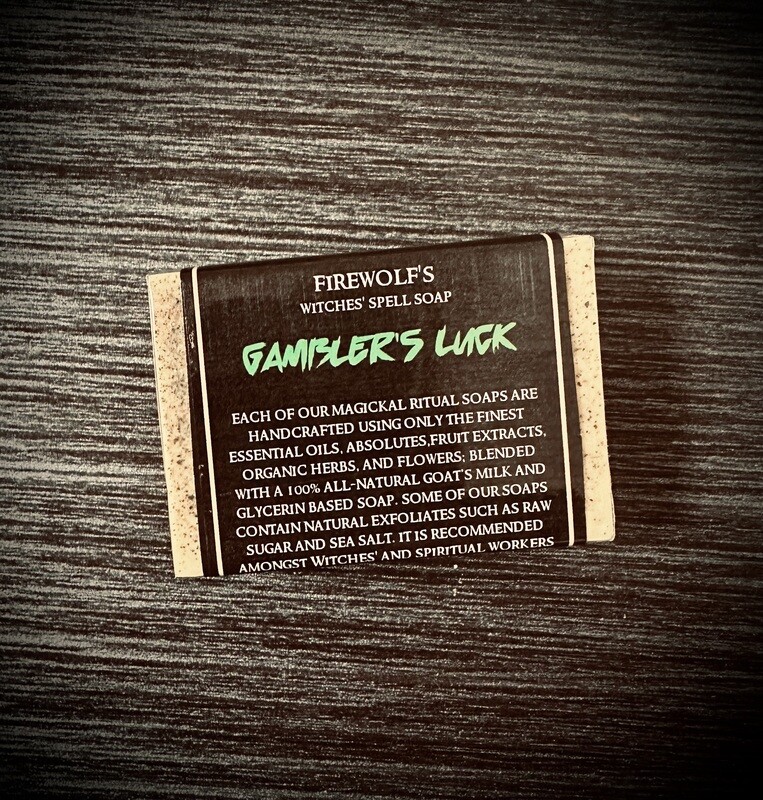 FIREWOLF'S
WITCHES' SPELL SOAP
GAMBLER'S LUCK
EACH OF OUR MAGICKAL RITUAL SOAPS ARE
HANDCRAFTED USING ONLY THE FINEST
ESSENTIAL OILS, ABSOLUTES,FRUIT EXTRACTS,
ORGANIC HERBS, AND FLOWERS; BLENDED
WITH A 100% ALL-NATURAL GOAT'S MILK AND
GLYCERIN BASED SOAP. SOME OF OUR SOAPS
CONTAIN NATURAL EXFOLIATES SUCH AS RAW
SUGAR AND SEA SALT. IT IS RECOMMENDED
AMONGST WITCHES' AND SPIRITUAL WORKERS